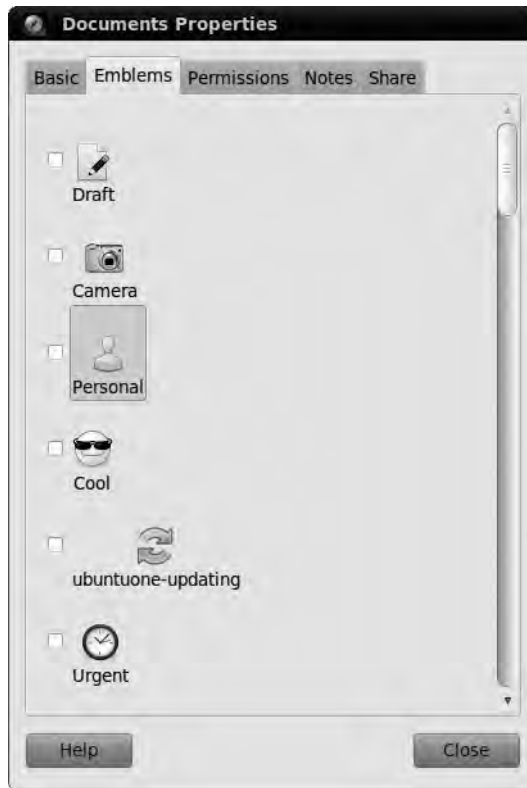 Documents Properties
Basic Emblems Permissions Notes Share
Draft
Camera
Personal
Cool
ubuntuone-updating
Urgent
Help Close